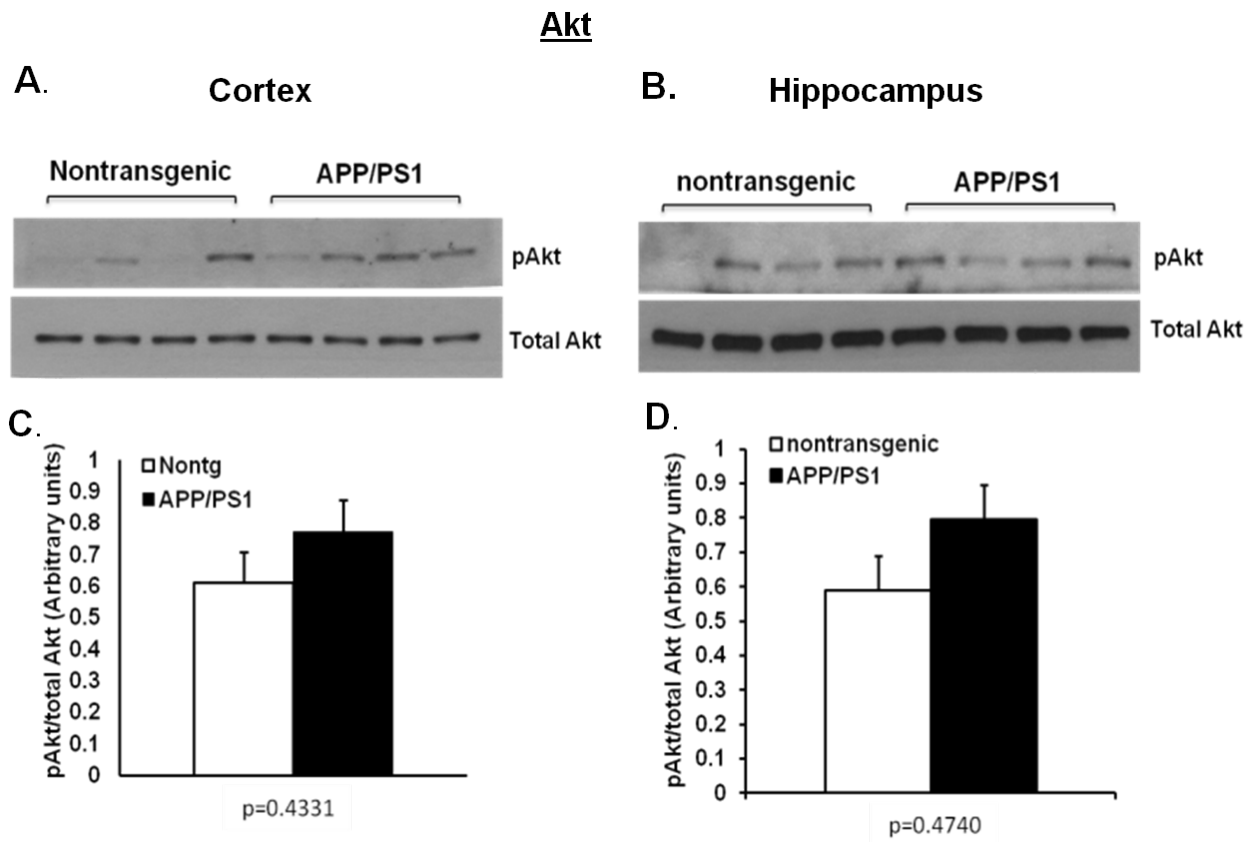 Akt
A.
Cortex
Nontransgenic
APP/PS1
pAkt
Total Akt
B.
Hippocampus
nontransgenic
APP/PS1
pAkt
Total Akt
C.
pAkt/total Akt (Arbitrary units)
1
0.9
0.8
0.7
0.6
0.5
0.4
0.3
0.2
0.1
0
Nontg
APP/PS1
p=0.4331
D.
pAkt/total Akt (Arbitrary units)
1
0.9
0.8
0.7
0.6
0.5
0.4
0.3
0.2
0.1
0
nontransgenic
APP/PS1
p=0.4740